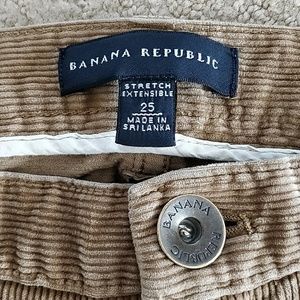 BANANA REPUBLIC
STRETCH
EXTENSIBLE
25
MADE IN
SRI LANKA
BANANA REPUBLIC